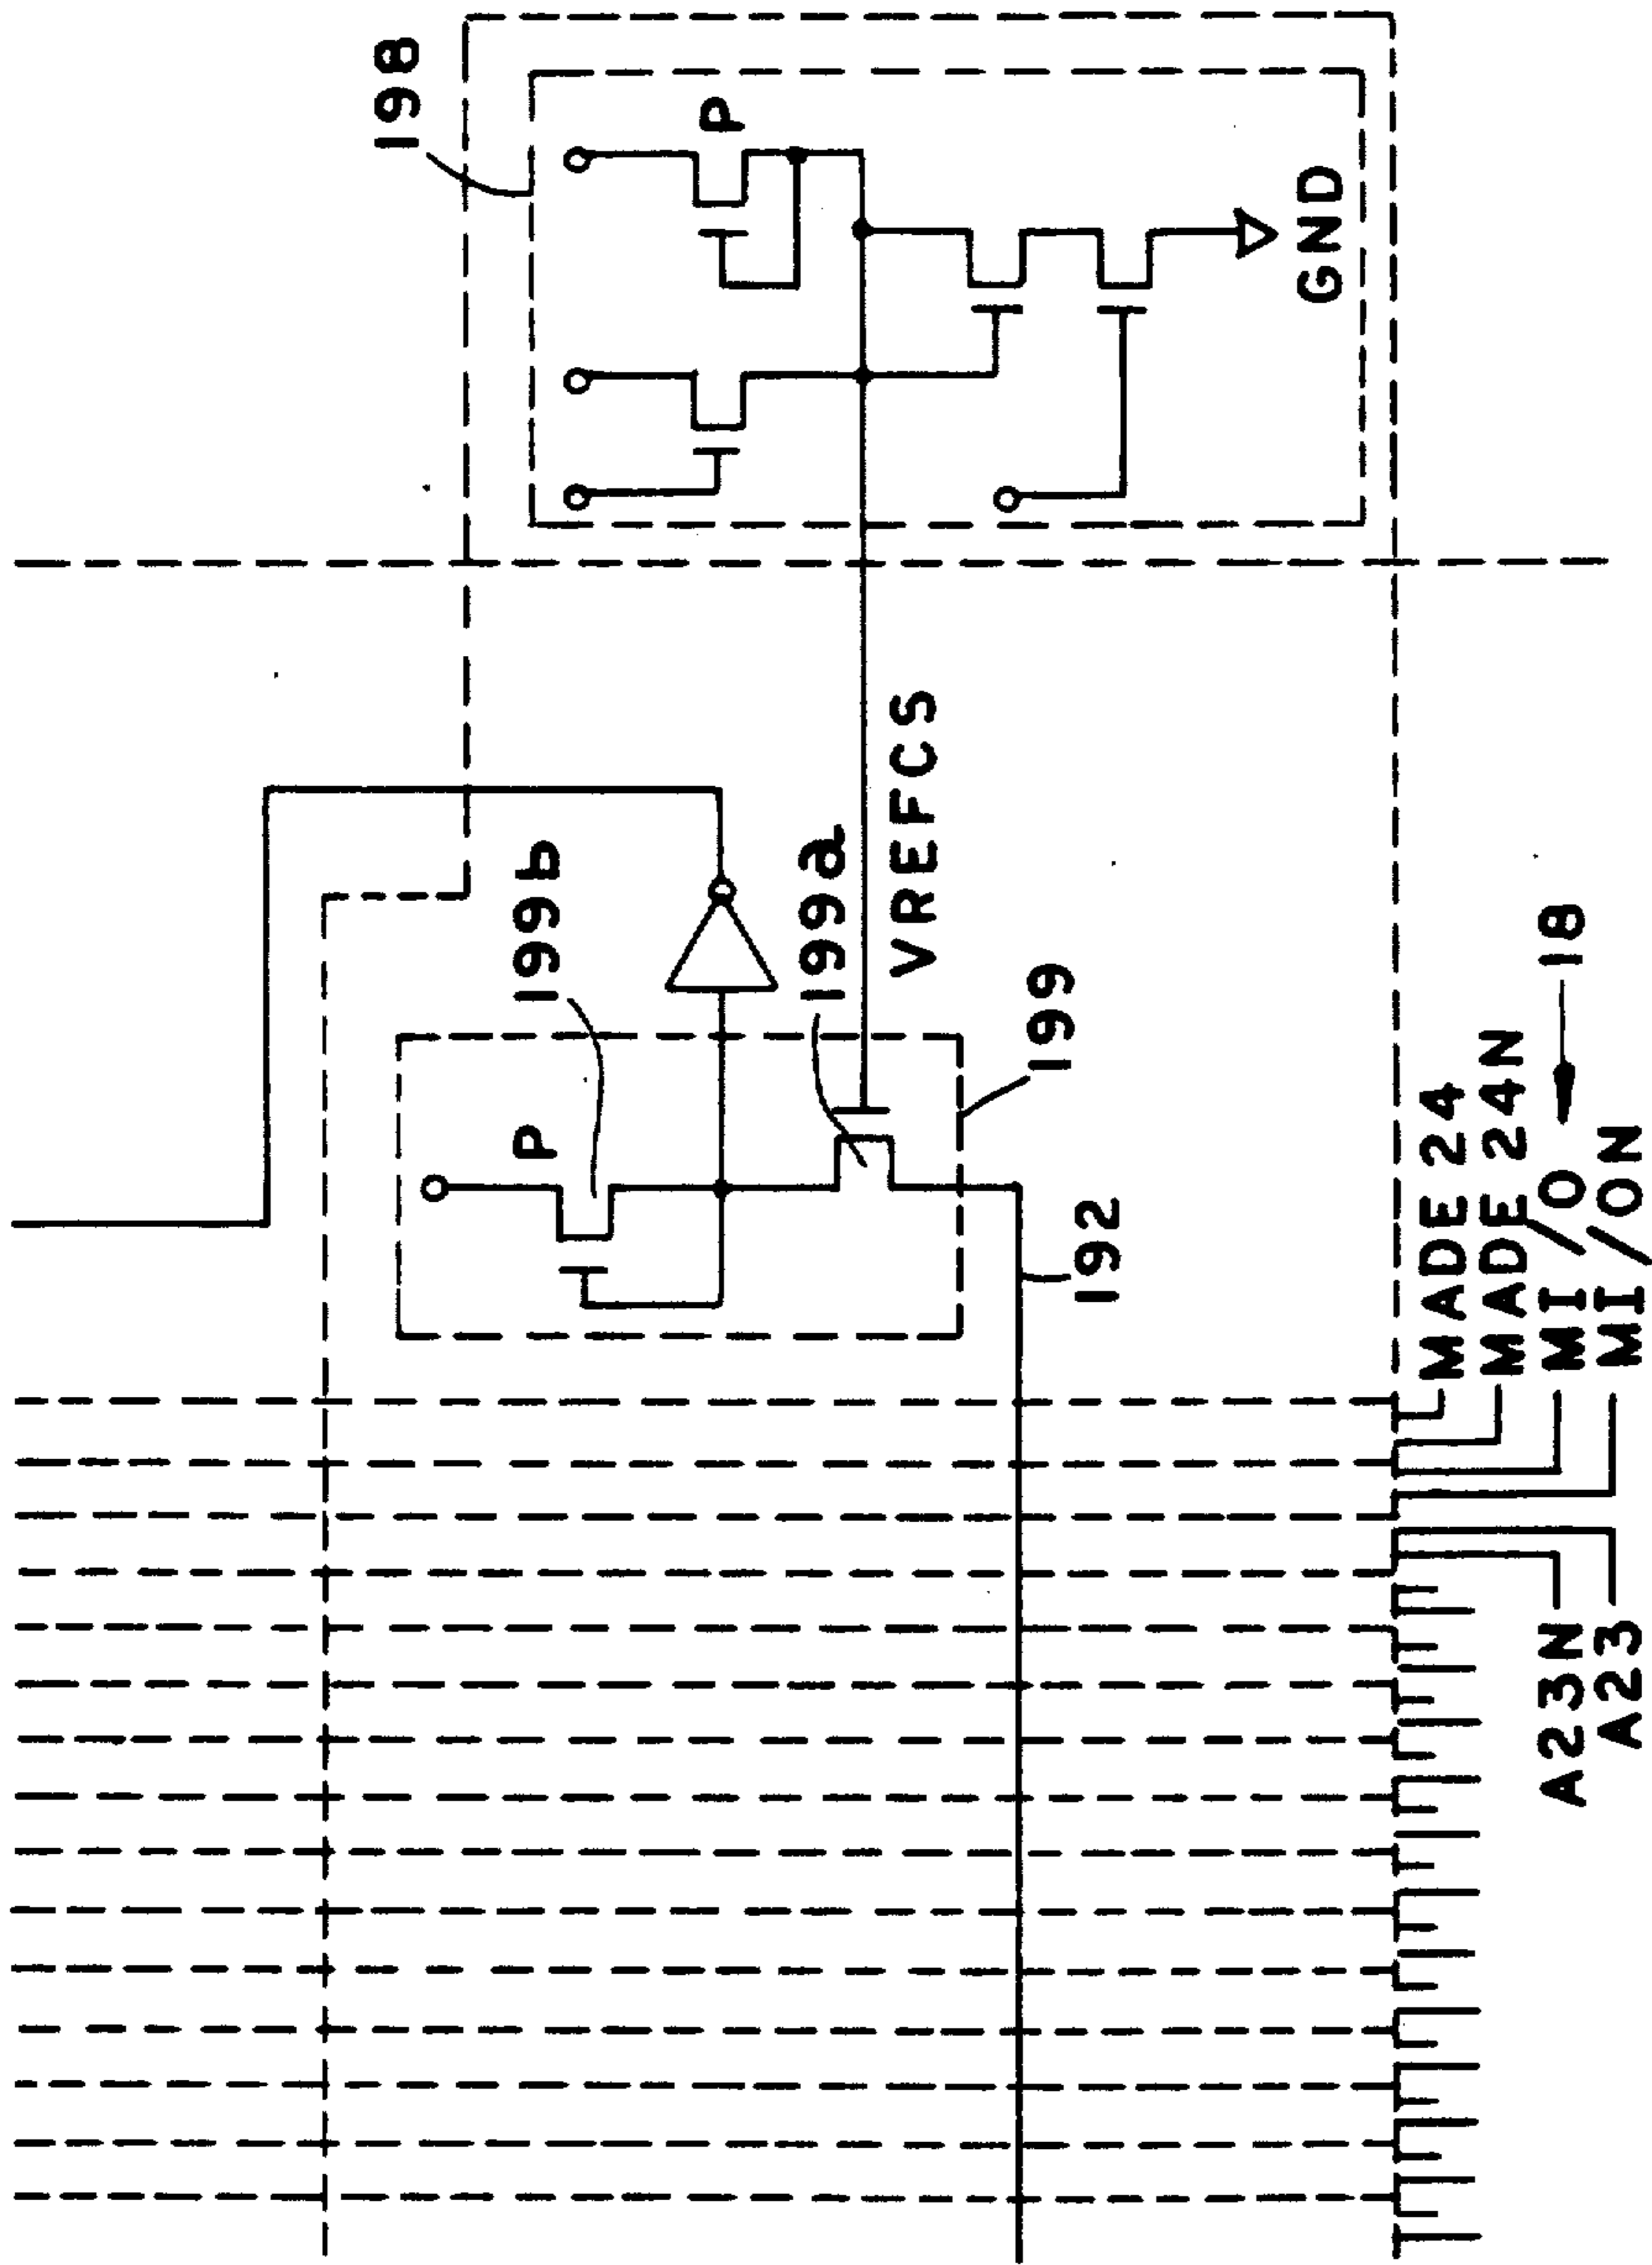 198
P
GND
VREFCS
199b
199a
P
199
192
MADE 24
MADE 24N
MI/O
MI/ON
18
A23N
A23